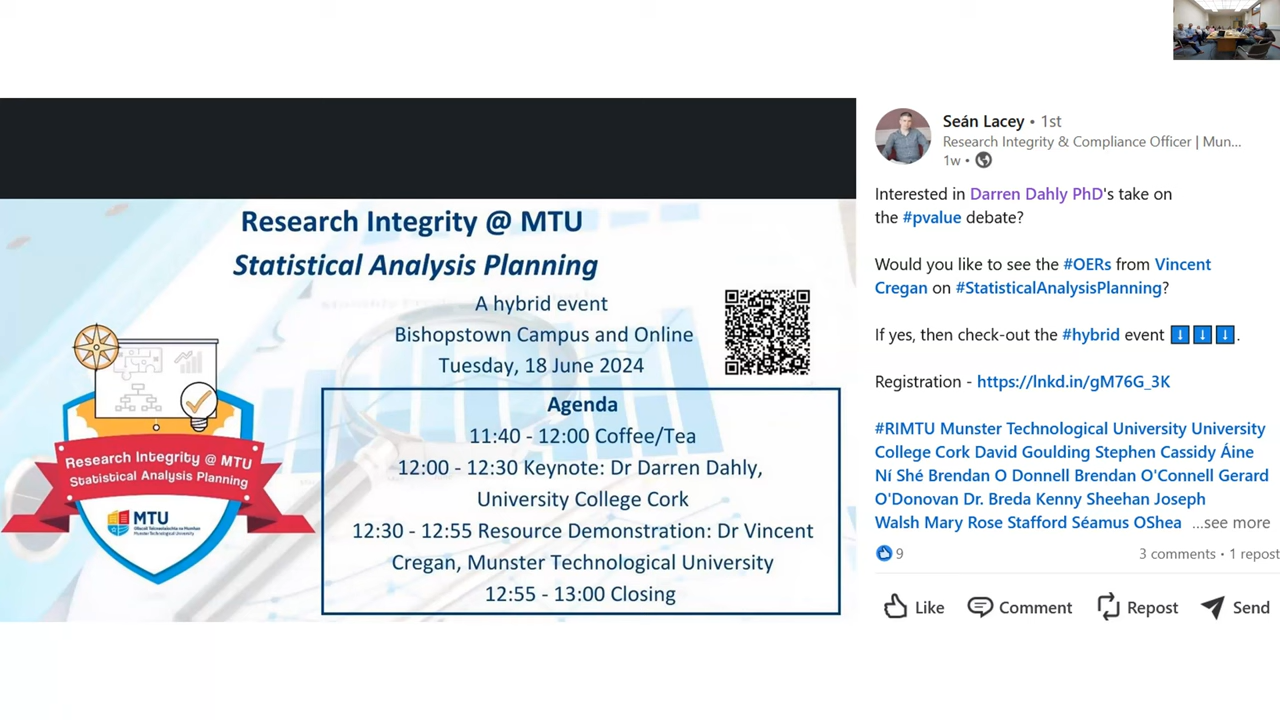 Research Integrity @ MTU
Statistical Analysis Planning
A hybrid event
Bishopstown Campus and Online
Tuesday, 18 June 2024
Agenda
11:40 - 12:00 Coffee/Tea
12:00 - 12:30 Keynote: Dr Darren Dahly,
University College Cork
12:30 - 12:55 Resource Demonstration: Dr Vincent
Cregan, Munster Technological University
12:55 - 13:00 Closing
Research Integrity @ MTU
Statistical Analysis Planning
MTU
Ollscoil Teicneolaíochta na Mumhan
Munster Technological University
Seán Lacey • 1st
Research Integrity & Compliance Officer | Mun...
1w •
Interested in Darren Dahly PhD's take on
the #pvalue debate?
Would you like to see the #OERs from Vincent
Cregan on #StatisticalAnalysisPlanning?
If yes, then check-out the #hybrid event ⬇️⬇️⬇️.
Registration - https://lnkd.in/gM76G_3K
#RIMTU Munster Technological University University
College Cork David Goulding Stephen Cassidy Áine
Ní Shé Brendan O Donnell Brendan O'Connell Gerard
O'Donovan Dr. Breda Kenny Sheehan Joseph
Walsh Mary Rose Stafford Séamus OShea ...see more
9
3 comments • 1 repost
Like
Comment
Repost
Send